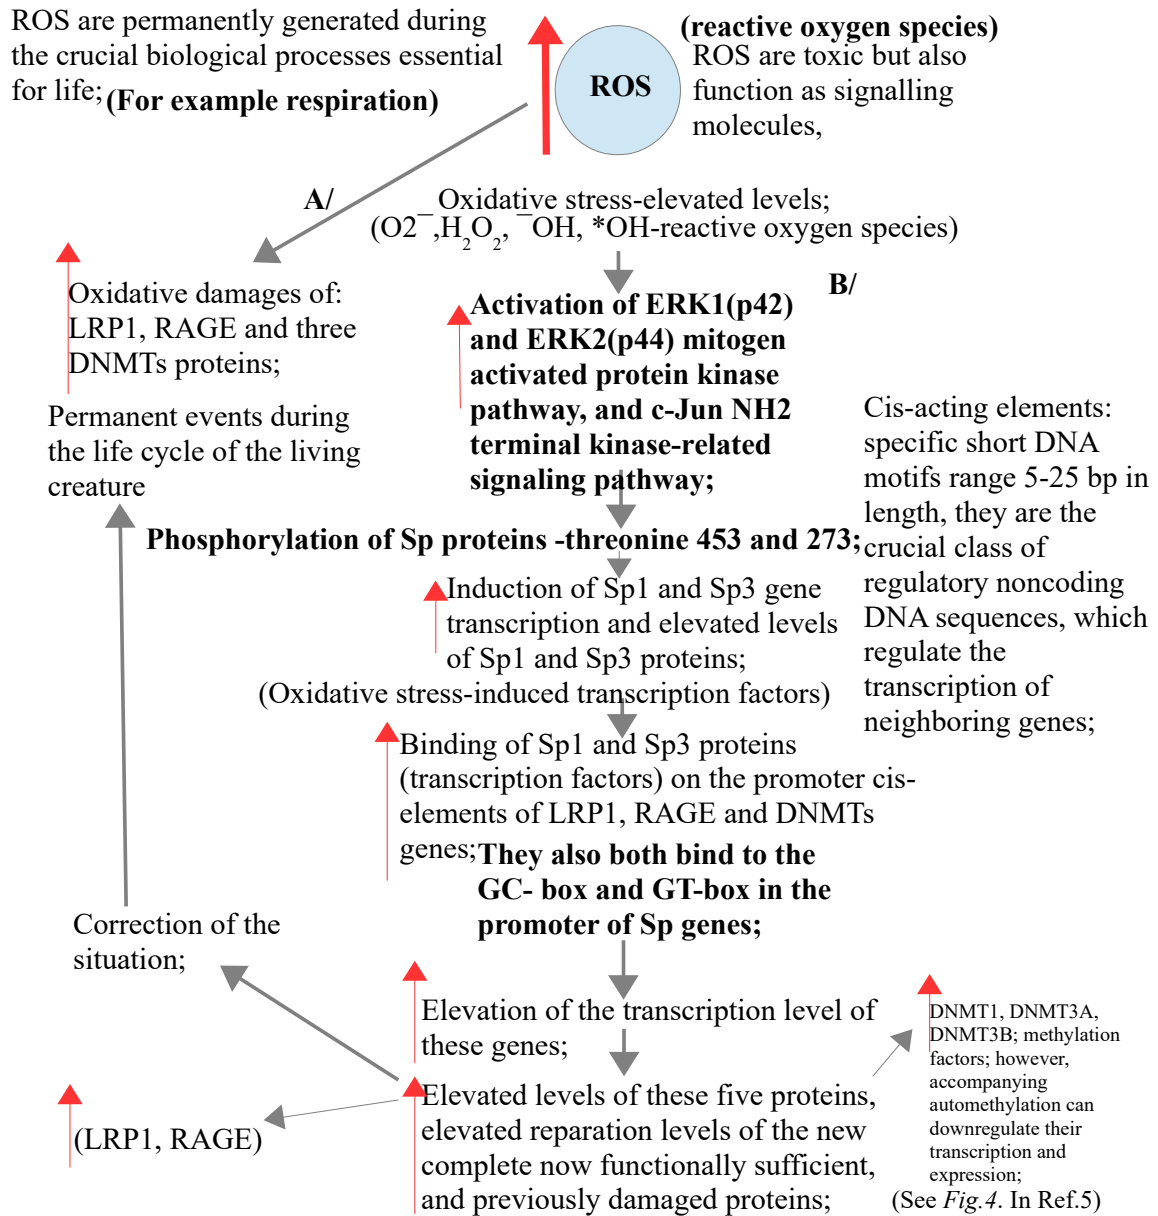 ROS are permanently generated during
the crucial biological processes essential
for life; (For example respiration)
ROS
(reactive oxygen species)
ROS are toxic but also
function as signalling
molecules,
A/
Oxidative stress-elevated levels;
(O2¯,H₂O₂, ¯OH, *OH-reactive oxygen species)
B/
Oxidative damages of:
LRP1, RAGE and three
DNMTs proteins;
Permanent events during
the life cycle of the living
creature
Activation of ERK1(p42)
and ERK2(p44) mitogen
activated protein kinase
pathway, and c-Jun NH2
terminal kinase-related
signaling pathway;
Cis-acting elements:
specific short DNA
motifs range 5-25 bp in
length, they are the
crucial class of
regulatory noncoding
DNA sequences, which
regulate the
transcription of
neighboring genes;
Phosphorylation of Sp proteins -threonine 453 and 273;
Induction of Sp1 and Sp3 gene
transcription and elevated levels
of Sp1 and Sp3 proteins;
(Oxidative stress-induced transcription factors)
Binding of Sp1 and Sp3 proteins
(transcription factors) on the promoter cis-
elements of LRP1, RAGE and DNMTs
genes; They also both bind to the
GC- box and GT-box in the
promoter of Sp genes;
Correction of the
situation;
Elevation of the transcription level of
these genes;
Elevated levels of these five proteins,
elevated reparation levels of the new
complete now functionally sufficient,
and previously damaged proteins;
(LRP1, RAGE)
DNMT1, DNMT3A,
DNMT3B; methylation
factors; however,
accompanying
automethylation can
downregulate their
transcription and
expression;
(See Fig.4. In Ref.5)